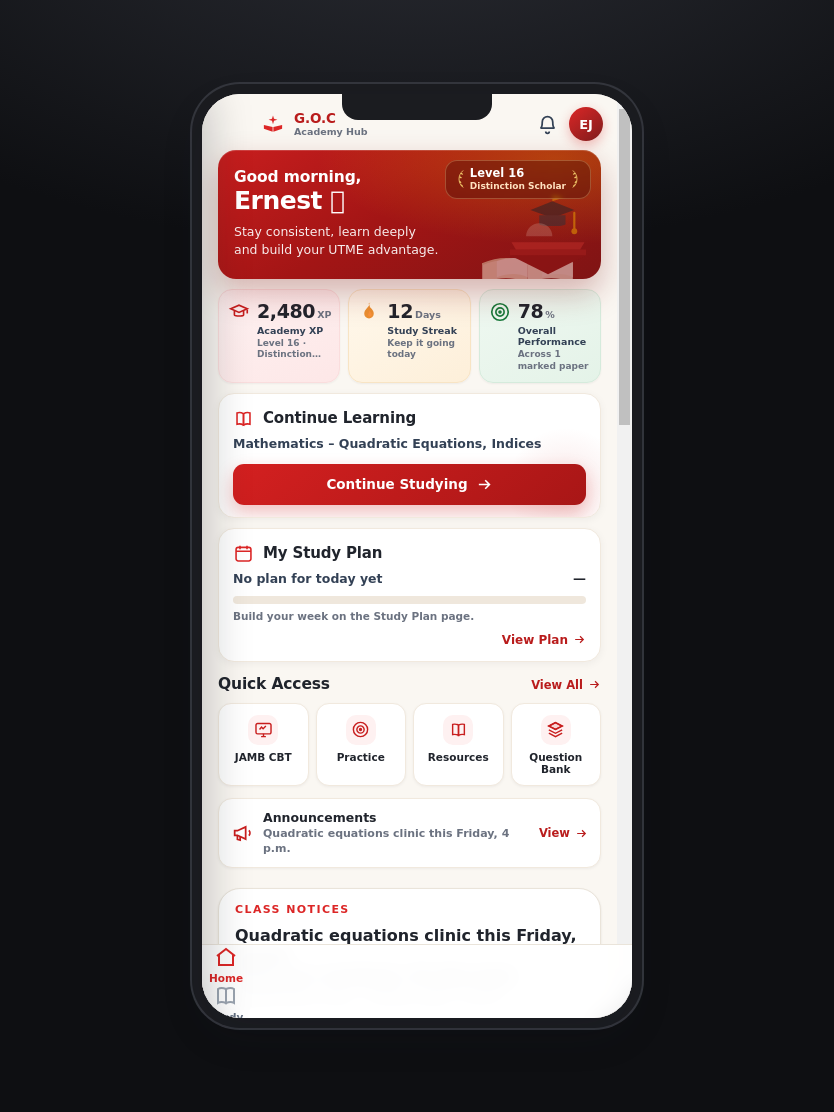 G.O.C
Academy Hub
EJ
Good morning,
Ernest
Level 16
Distinction Scholar
Stay consistent, learn deeply
and build your UTME advantage.
2,480 XP
Academy XP
Level 16 ·
Distinction...
12 Days
Study Streak
Keep it going
today
78 %
Overall
Performance
Across 1
marked paper
Continue Learning
Mathematics – Quadratic Equations, Indices
Continue Studying →
My Study Plan
No plan for today yet —
Build your week on the Study Plan page.
View Plan →
Quick Access
View All →
JAMB CBT
Practice
Resources
Question
Bank
Announcements
Quadratic equations clinic this Friday, 4
p.m.
View →
CLASS NOTICES
Quadratic equations clinic this Friday,
Home